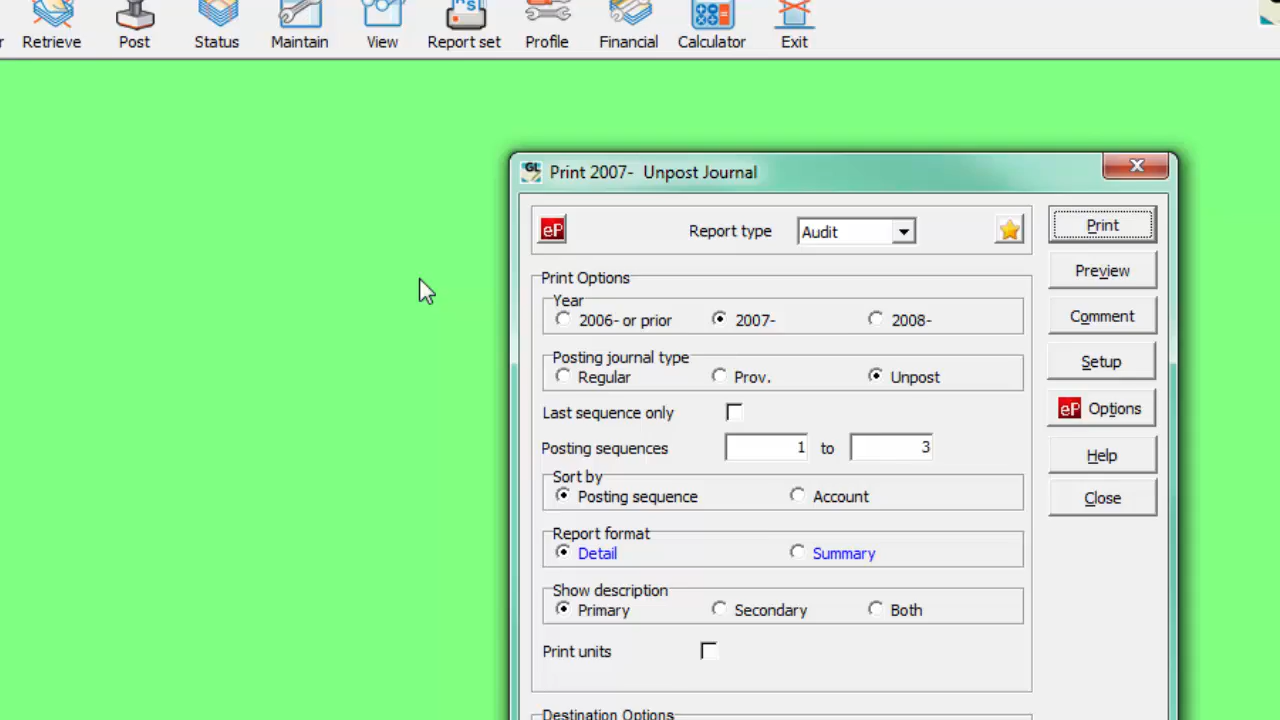 Retrieve Post Status Maintain View Report set Profile Financial Calculator Exit
GL Print 2007- Unpost Journal
eP Report type Audit Print
Print Options Preview
Year
2006- or prior 2007- 2008- Comment
Posting journal type
Regular Prov. Unpost Setup
Last sequence only eP Options
Posting sequences 1 to 3 Help
Sort by
Posting sequence Account Close
Report format
Detail Summary
Show description
Primary Secondary Both
Print units
Destination Options